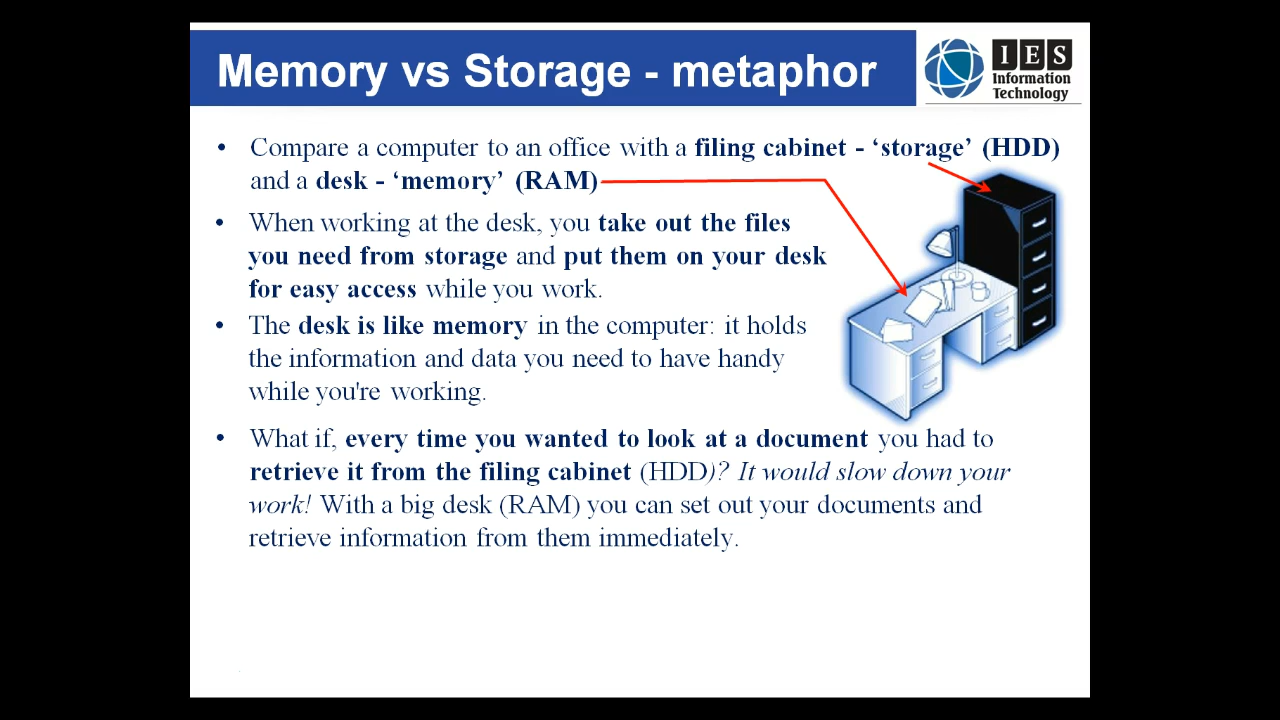 Memory vs Storage - metaphor
IES
Information
Technology
• Compare a computer to an office with a filing cabinet - ‘storage’ (HDD)
and a desk - ‘memory’ (RAM)
• When working at the desk, you take out the files
you need from storage and put them on your desk
for easy access while you work.
• The desk is like memory in the computer: it holds
the information and data you need to have handy
while you're working.
• What if, every time you wanted to look at a document you had to
retrieve it from the filing cabinet (HDD)? It would slow down your
work! With a big desk (RAM) you can set out your documents and
retrieve information from them immediately.